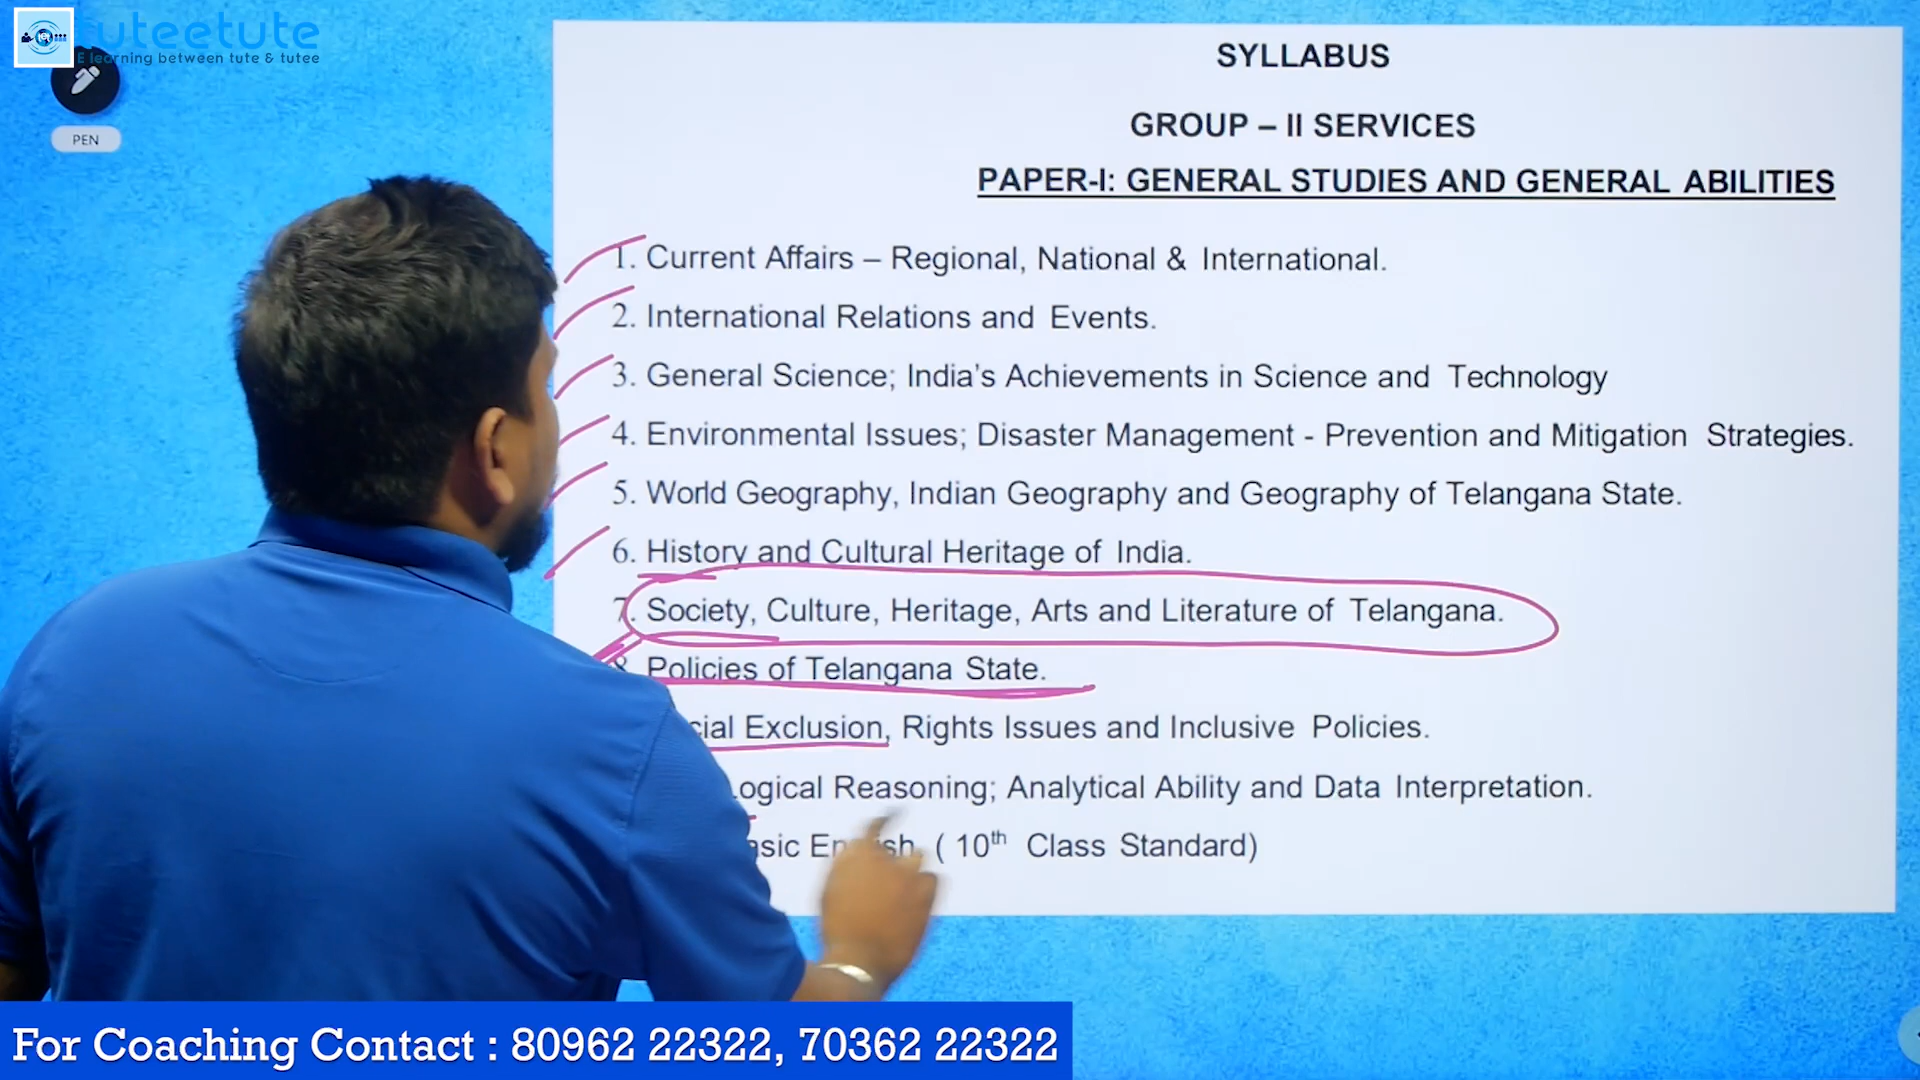 tuteetute
E learning between tute & tutee
PEN
SYLLABUS
GROUP – II SERVICES
PAPER-I: GENERAL STUDIES AND GENERAL ABILITIES
1. Current Affairs – Regional, National & International.
2. International Relations and Events.
3. General Science; India's Achievements in Science and Technology
4. Environmental Issues; Disaster Management - Prevention and Mitigation Strategies.
5. World Geography, Indian Geography and Geography of Telangana State.
6. History and Cultural Heritage of India.
7. Society, Culture, Heritage, Arts and Literature of Telangana.
8. Policies of Telangana State.
Exclusion, Rights Issues and Inclusive Policies.
Reasoning; Analytical Ability and Data Interpretation.
( 10th Class Standard)
For Coaching Contact : 80962 22322, 70362 22322